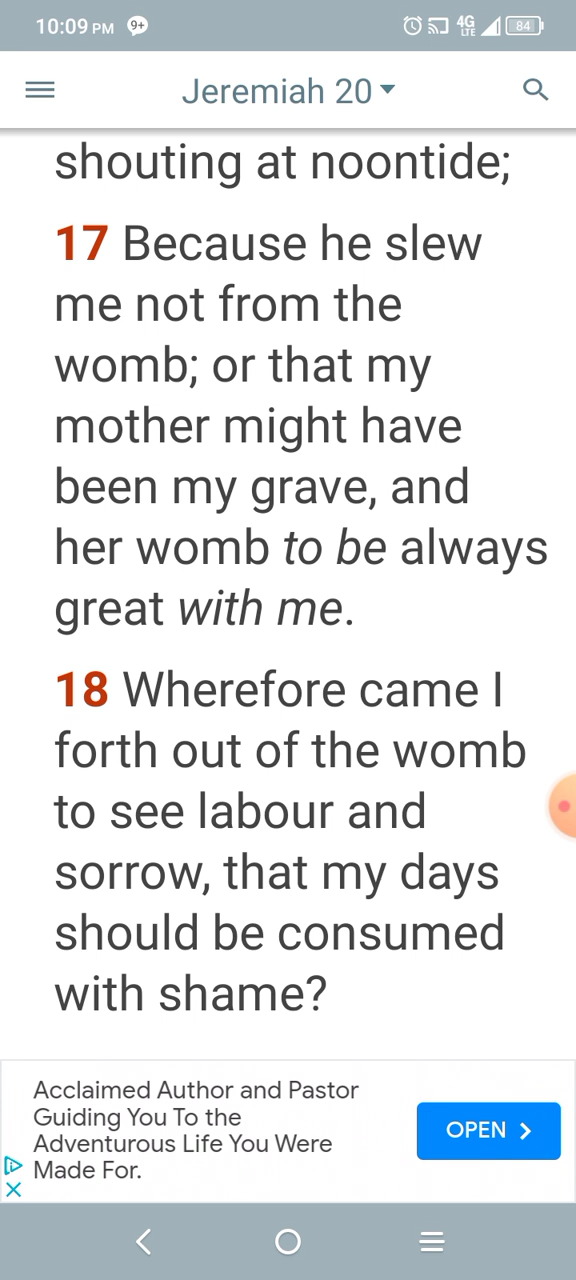 10:09 PM 9+ 4G LTE 84
Jeremiah 20
shouting at noontide;
17 Because he slew
me not from the
womb; or that my
mother might have
been my grave, and
her womb to be always
great with me.
18 Wherefore came I
forth out of the womb
to see labour and
sorrow, that my days
should be consumed
with shame?
Acclaimed Author and Pastor
Guiding You To the
Adventurous Life You Were
Made For.
OPEN